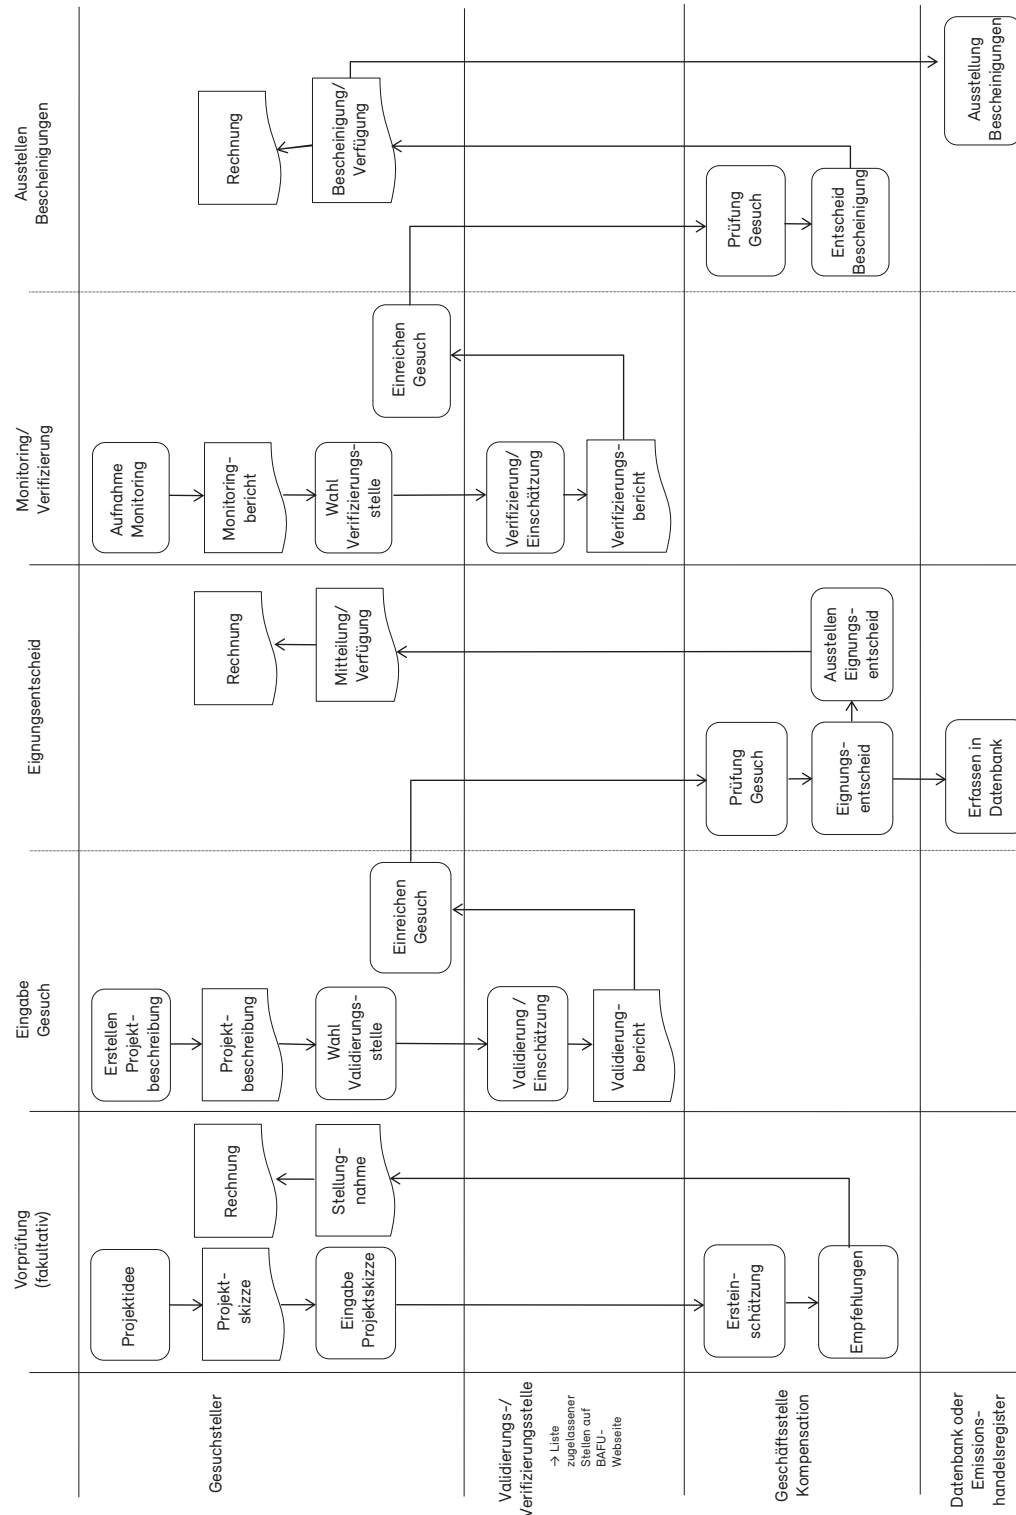 Vorprüfung
(fakultativ)
Eingabe
Gesuch
Eignungsentscheid
Monitoring/
Verifizierung
Ausstellen
Bescheinigungen
Gesuchsteller
Projektidee
Projekt-
skizze
Eingabe
Projektskizze
Rechnung
Stellung-
nahme
Erstellen
Projekt-
beschreibung
Projekt-
beschreibung
Wahl
Validierungs-
stelle
Einreichen
Gesuch
Rechnung
Mitteilung/
Verfügung
Aufnahme
Monitoring
Monitoring-
bericht
Wahl
Verifizierungs-
stelle
Einreichen
Gesuch
Rechnung
Bescheinigung/
Verfügung
Validierungs-/
Verifizierungsstelle
→ Liste
zugelassener
Stellen auf
BAFU-
Webseite
Validierung /
Einschätzung
Validierung-
bericht
Verifizierung/
Einschätzung
Verifizierungs-
bericht
Geschäftsstelle
Kompensation
Erstein-
schätzung
Empfehlungen
Prüfung
Gesuch
Eignungs-
entscheid
Ausstellen
Eignungs-
entscheid
Prüfung
Gesuch
Entscheid
Bescheinigung
Datenbank oder
Emissions-
handelsregister
Erfassen in
Datenbank
Ausstellung
Bescheinigungen